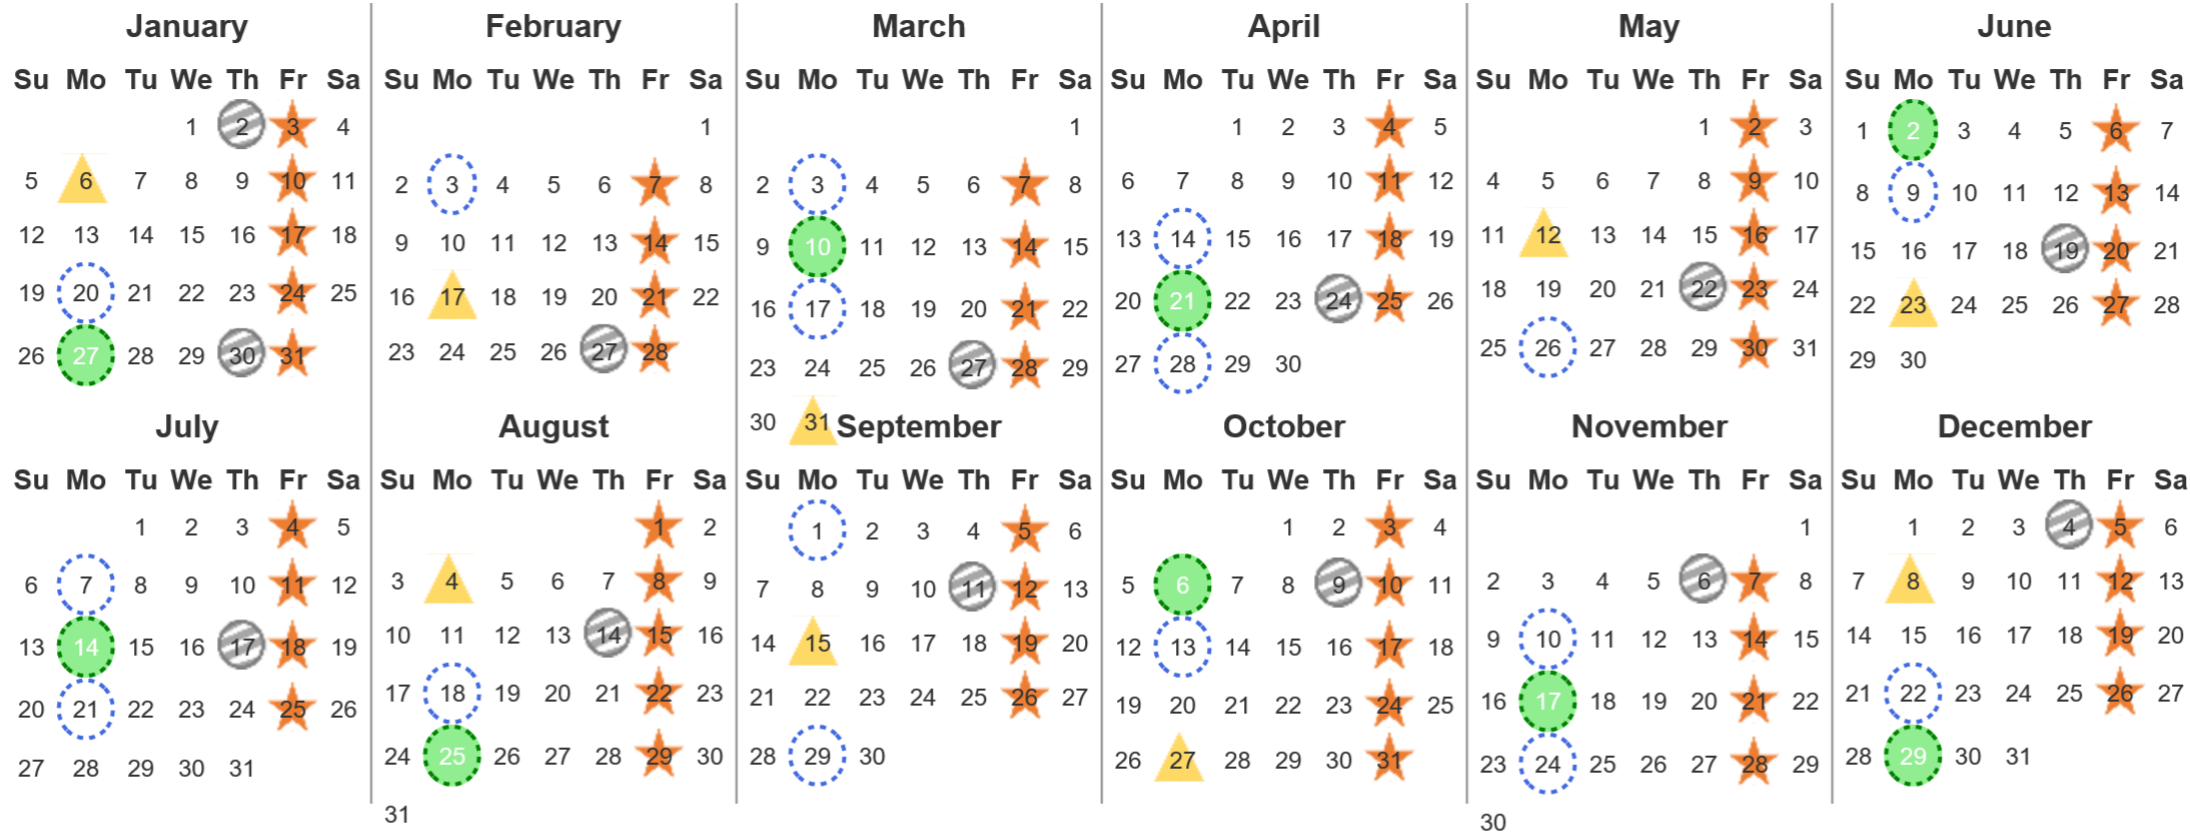 January February March April May June
Su Mo Tu We Th Fr Sa Su Mo Tu We Th Fr Sa Su Mo Tu We Th Fr Sa Su Mo Tu We Th Fr Sa Su Mo Tu We Th Fr Sa Su Mo Tu We Th Fr Sa
1 2 3 4 1 1 1 2 3 4 5 1 2 3 1 2 3 4 5 6 7
5 6 7 8 9 10 11 2 3 4 5 6 7 8 2 3 4 5 6 7 8 6 7 8 9 10 11 12 4 5 6 7 8 9 10 8 9 10 11 12 13 14
12 13 14 15 16 17 18 9 10 11 12 13 14 15 9 10 11 12 13 14 15 13 14 15 16 17 18 19 11 12 13 14 15 16 17 15 16 17 18 19 20 21
19 20 21 22 23 24 25 16 17 18 19 20 21 22 16 17 18 19 20 21 22 20 21 22 23 24 25 26 18 19 20 21 22 23 24 22 23 24 25 26 27 28
26 27 28 29 30 31 23 24 25 26 27 28 23 24 25 26 27 28 29 27 28 29 30 25 26 27 28 29 30 31 29 30
30 31
July August September October November December
Su Mo Tu We Th Fr Sa Su Mo Tu We Th Fr Sa Su Mo Tu We Th Fr Sa Su Mo Tu We Th Fr Sa Su Mo Tu We Th Fr Sa Su Mo Tu We Th Fr Sa
1 2 3 4 5 1 2 1 2 3 4 5 6 1 2 3 4 1 1 2 3 4 5 6
6 7 8 9 10 11 12 3 4 5 6 7 8 9 7 8 9 10 11 12 13 5 6 7 8 9 10 11 2 3 4 5 6 7 8 7 8 9 10 11 12 13
13 14 15 16 17 18 19 10 11 12 13 14 15 16 14 15 16 17 18 19 20 12 13 14 15 16 17 18 9 10 11 12 13 14 15 14 15 16 17 18 19 20
20 21 22 23 24 25 26 17 18 19 20 21 22 23 21 22 23 24 25 26 27 19 20 21 22 23 24 25 16 17 18 19 20 21 22 21 22 23 24 25 26 27
27 28 29 30 31 24 25 26 27 28 29 30 28 29 30 26 27 28 29 30 31 23 24 25 26 27 28 29 28 29 30 31
31 30